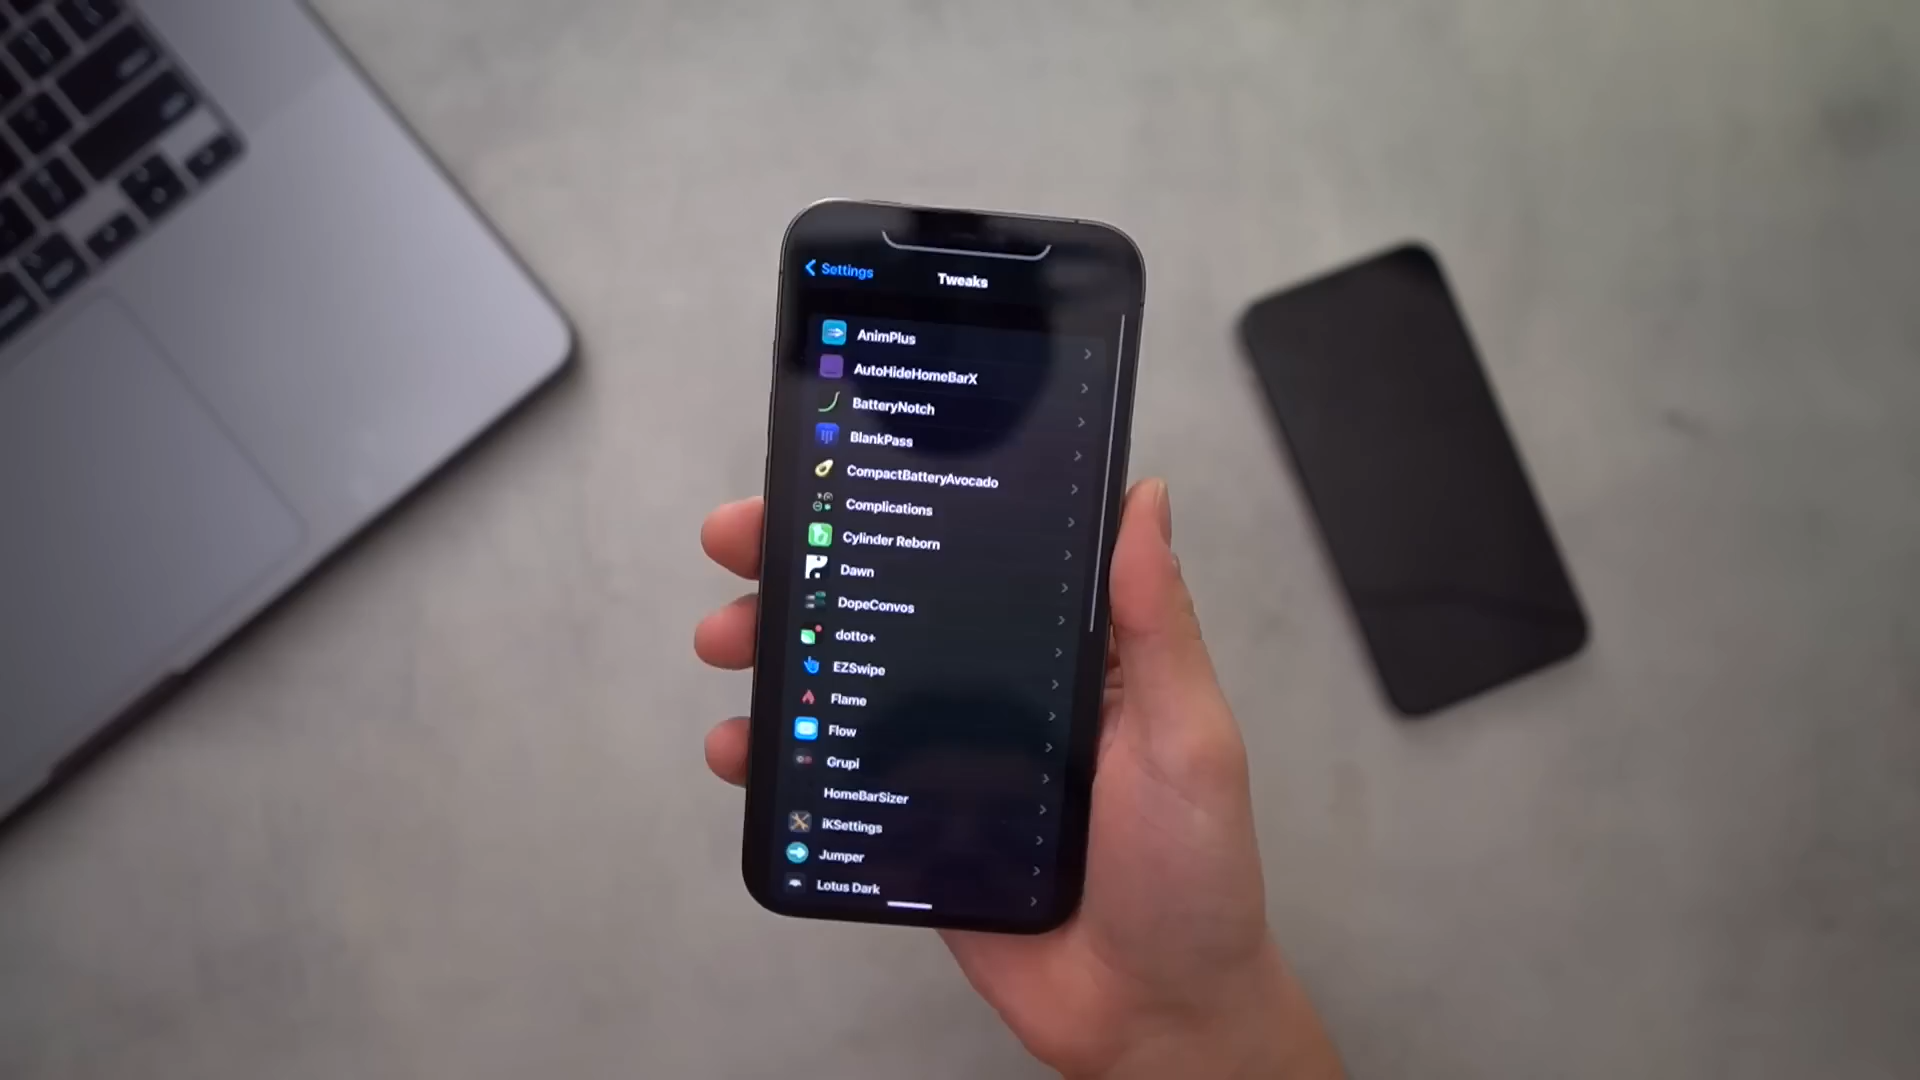 Settings
Tweaks
AnimPlus
AutoHideHomeBarX
BatteryNotch
BlankPass
CompactBatteryAvocado
Complications
Cylinder Reborn
Dawn
DopeConvos
dotto+
EZSwipe
Flame
Flow
Grupi
HomeBarSizer
iKSettings
Jumper
Lotus Dark